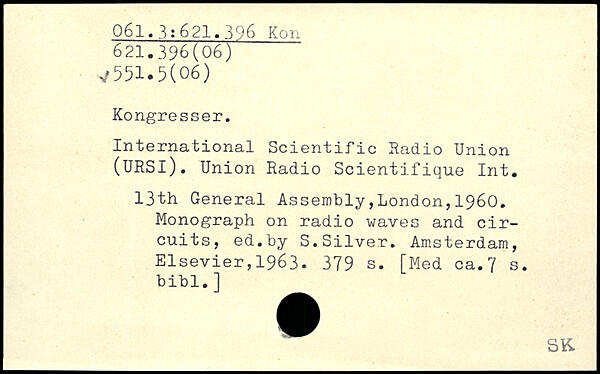 061.3:621.396 Kon
621.396(06)
551.5(06)
Kongresser.
International Scientific Radio Union
(URSI). Union Radio Scientifique Int.
13th General Assembly,London,1960.
Monograph on radio waves and cir-
cuits, ed.by S.Silver. Amsterdam,
Elsevier,1963. 379 s. [Med ca.7 s.
bibl.]
SK